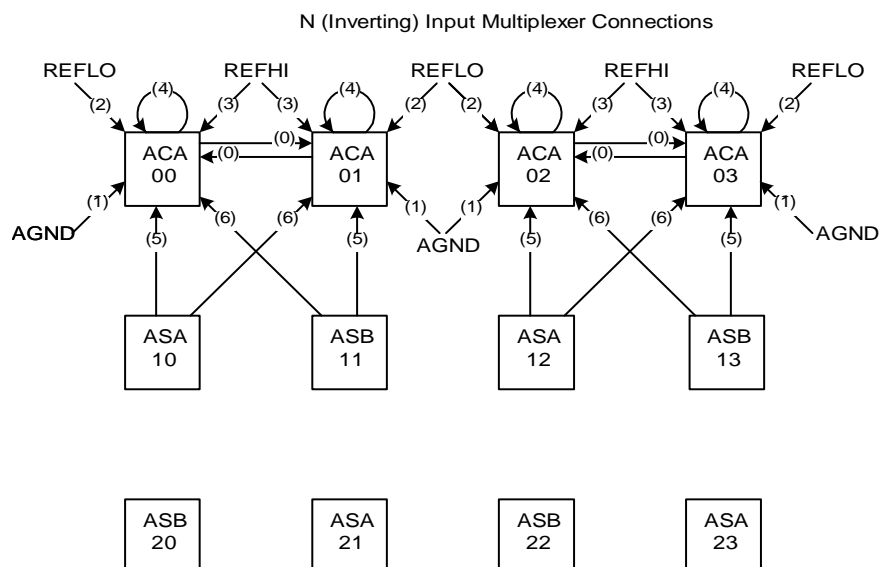 N (Inverting) Input Multiplexer Connections
REFLO (4) REFHI (4) REFLO (4) REFHI (4) REFLO
(2) (3) (3) (2) (2) (3) (3) (2)
ACA 00 (0) (0) ACA 01 ACA 02 (0) (0) ACA 03
(1) (1) (1) (1)
AGND AGND AGND
(5) (6) (6) (5) (5) (6) (6) (5)
ASA ASB ASA ASB
10 11 12 13
ASB ASA ASB ASA
20 21 22 23